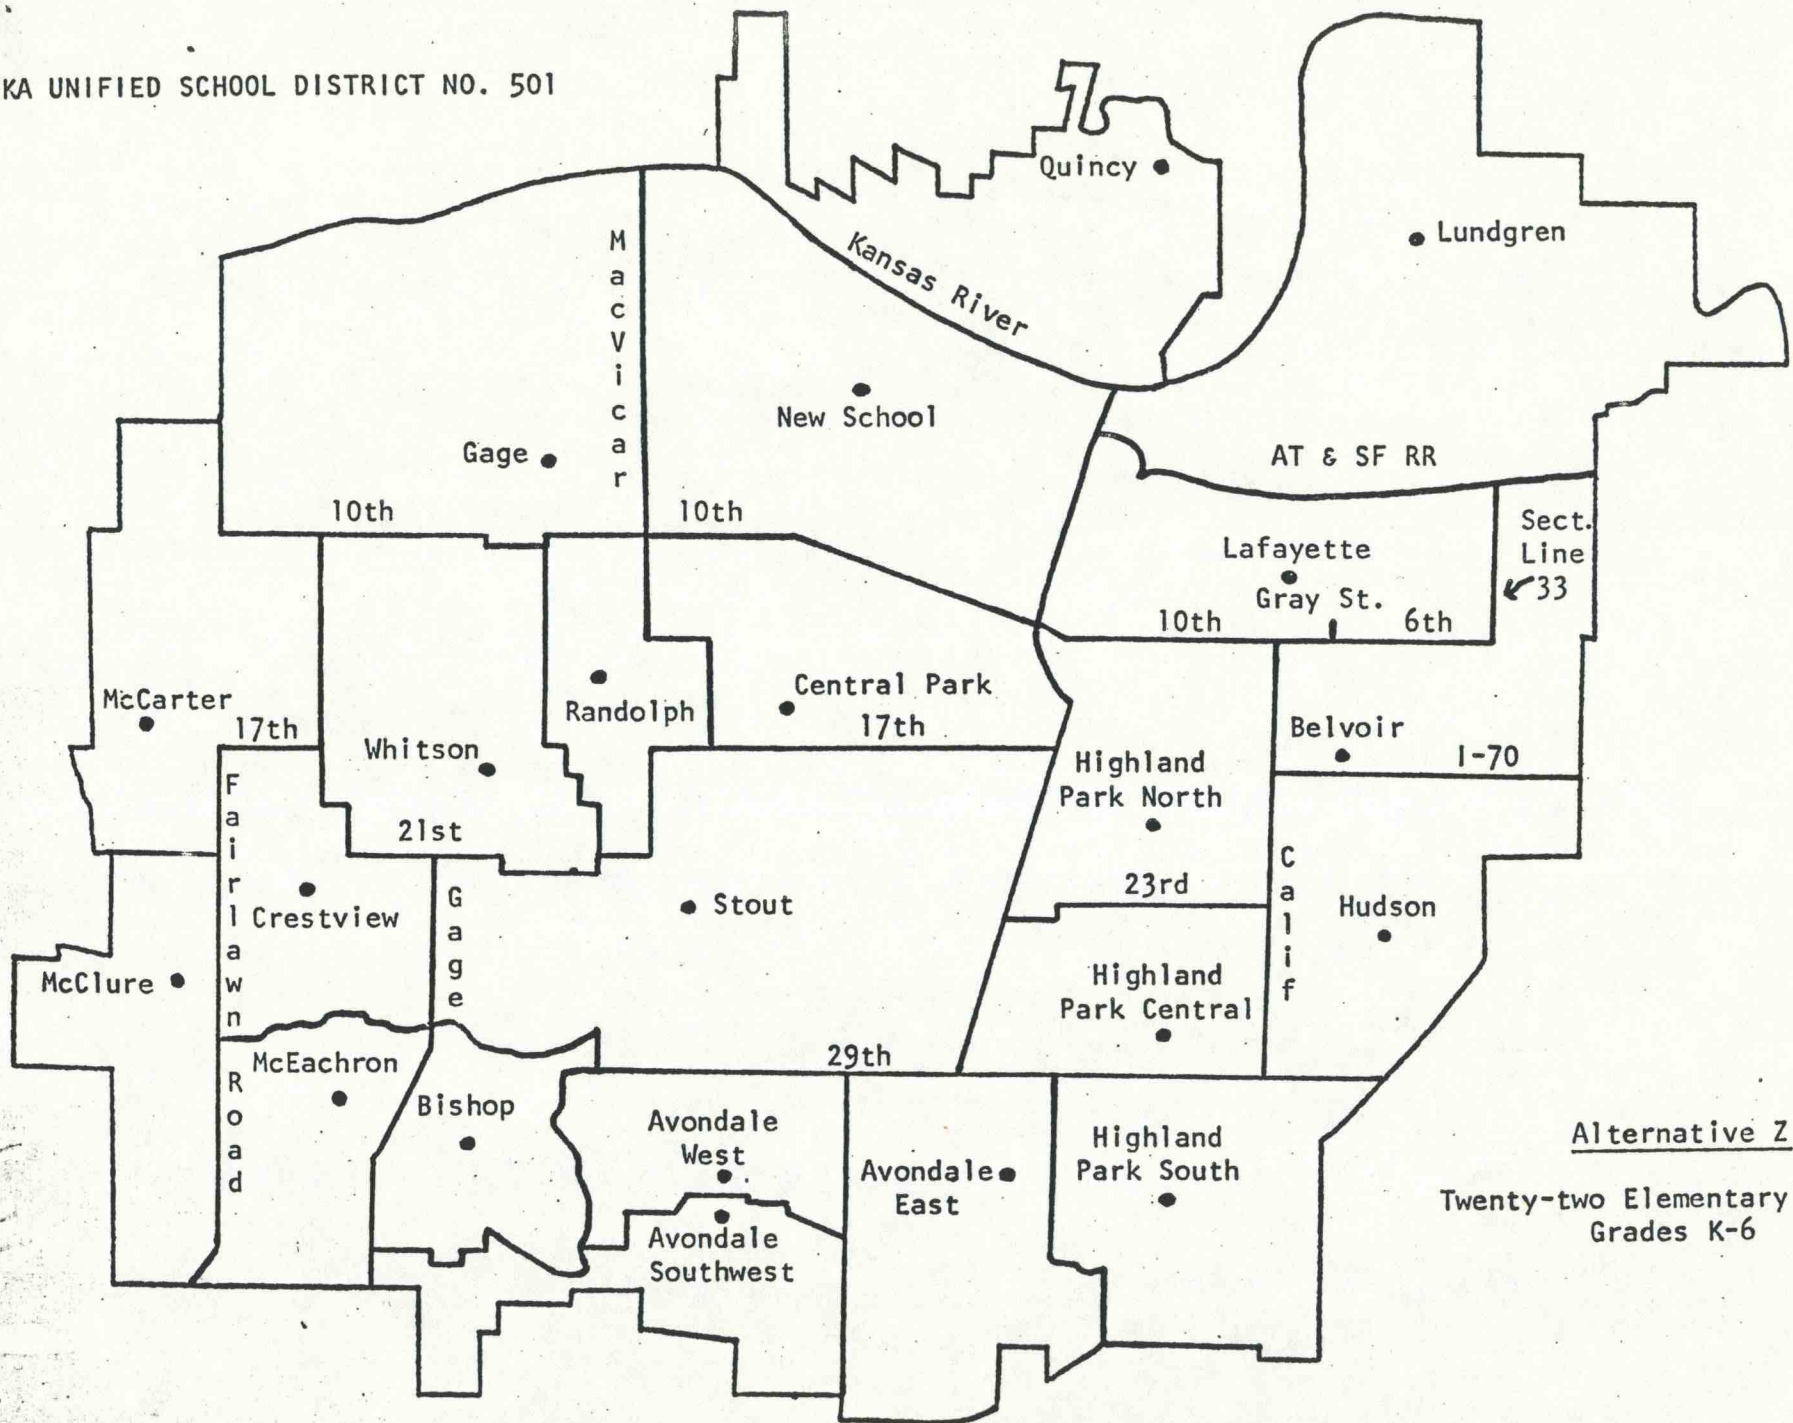 KA UNIFIED SCHOOL DISTRICT NO. 501
Quincy
Lundgren
MacVicar
Kansas River
New School
Gage
AT & SF RR
10th
10th
Sect.
Line
33
Lafayette
Gray St.
10th
6th
McCarter
17th
Whitson
Randolph
Central Park
17th
Belvoir
I-70
Highland
Park North
21st
23rd
Fairlawn Road
Crestview
Gage
Stout
Calif
Hudson
McClure
Highland
Park Central
McEachron
29th
Bishop
Avondale
West
Avondale
East
Highland
Park South
Avondale
Southwest
Alternative Z
Twenty-two Elementary
Grades K-6